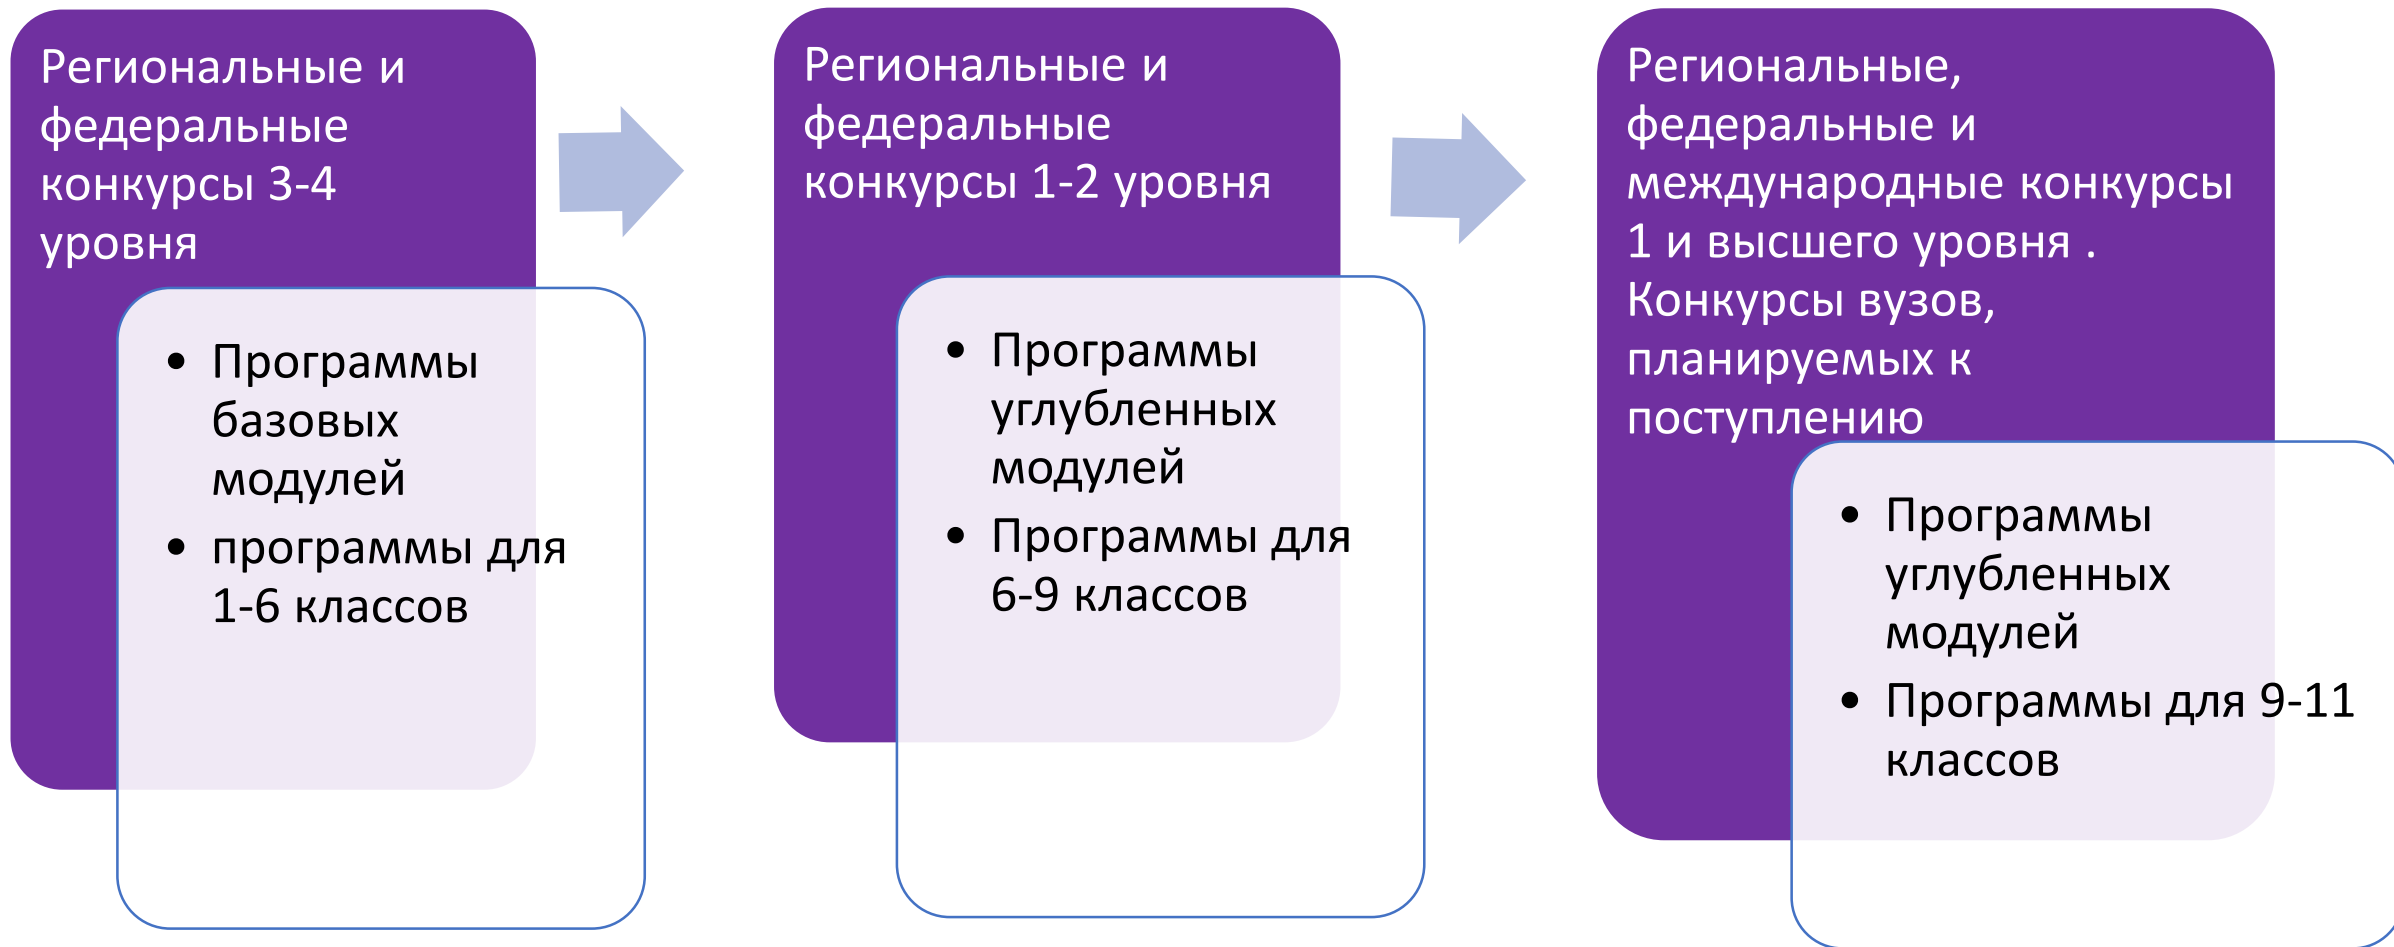 Региональные и
федеральные
конкурсы 3-4
уровня
• Программы
базовых
модулей
• программы для
1-6 классов
Региональные и
федеральные
конкурсы 1-2 уровня
• Программы
углубленных
модулей
• Программы для
6-9 классов
Региональные,
федеральные и
международные конкурсы
1 и высшего уровня .
Конкурсы вузов,
планируемых к
поступлению
• Программы
углубленных
модулей
• Программы для 9-11
классов